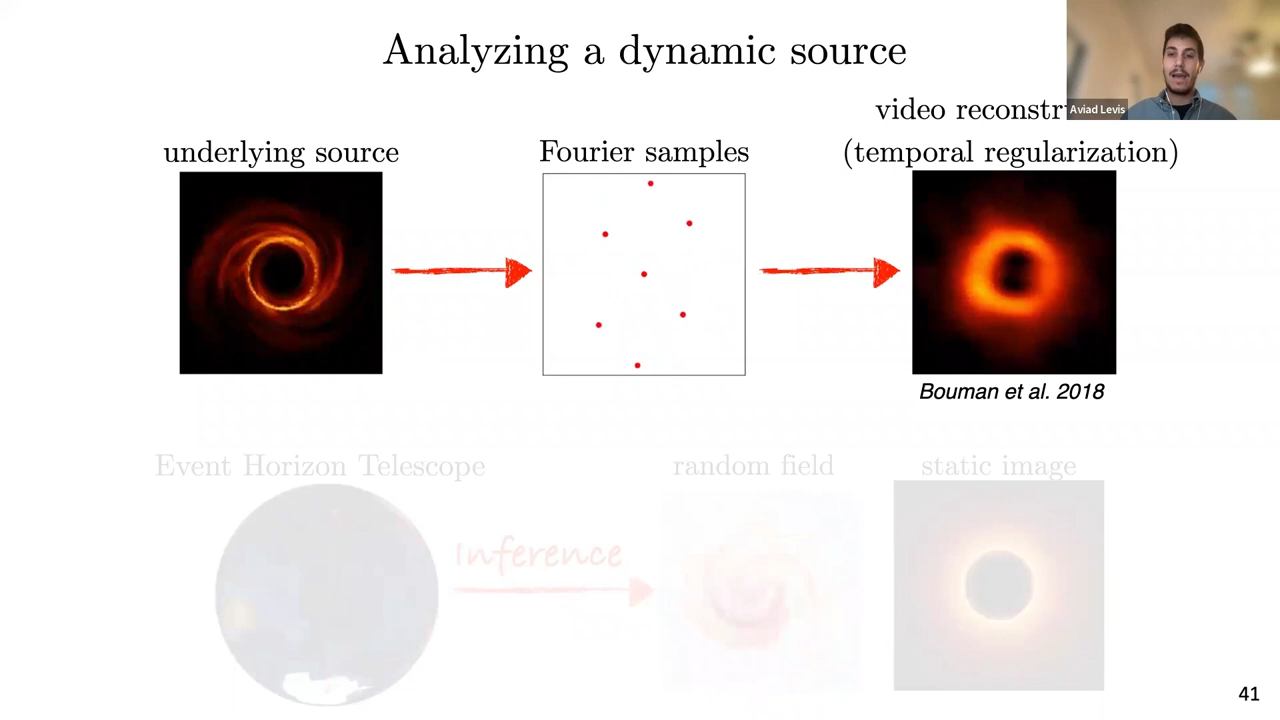 Analyzing a dynamic source
Aviad Levis
video reconstr
underlying source
Fourier samples
(temporal regularization)
Bouman et al. 2018
Event Horizon Telescope
random field
static image
Inference
41